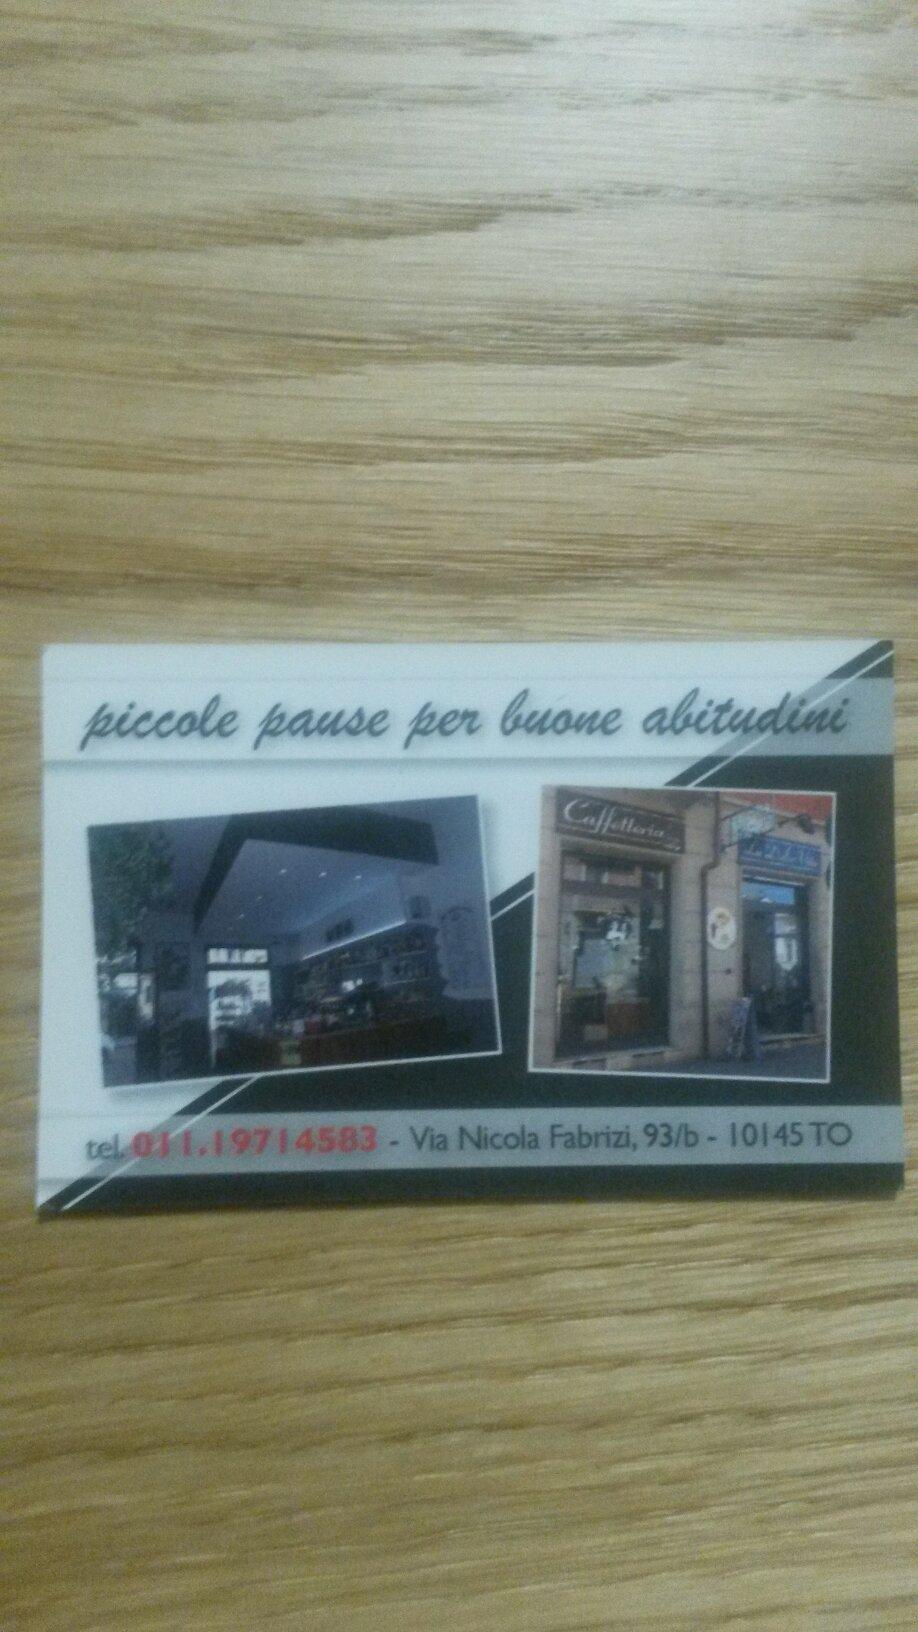 piccole pause per buone abitudini
Caffetteria
tel. 011.19714583 - Via Nicola Fabrizi, 93/b - 10145 TO